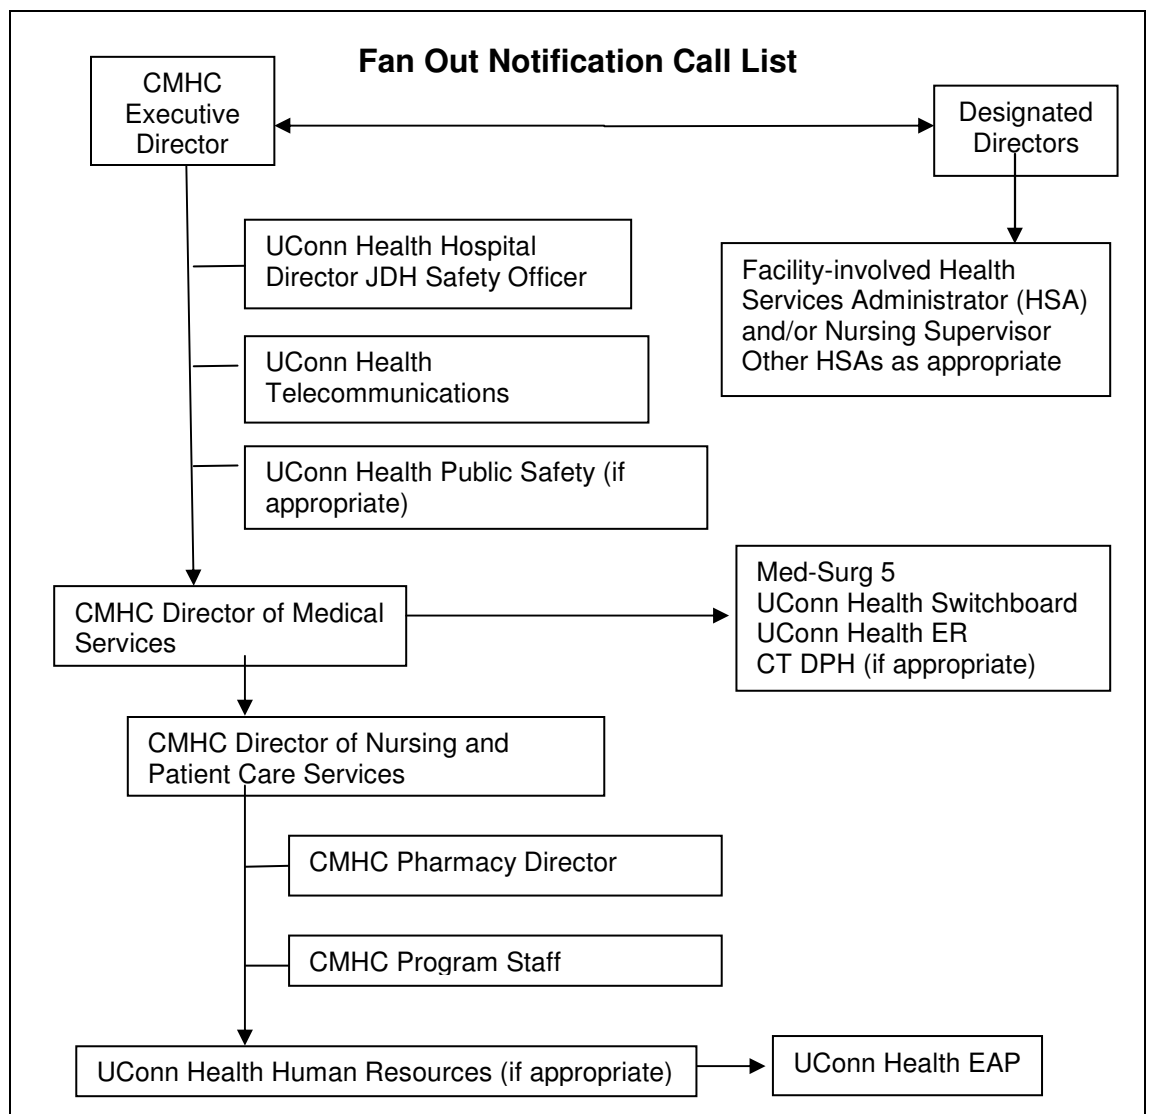 Fan Out Notification Call List
CMHC
Executive
Director
Designated
Directors
UConn Health Hospital
Director JDH Safety Officer
Facility-involved Health
Services Administrator (HSA)
and/or Nursing Supervisor
Other HSAs as appropriate
UConn Health
Telecommunications
UConn Health Public Safety (if
appropriate)
CMHC Director of Medical
Services
Med-Surg 5
UConn Health Switchboard
UConn Health ER
CT DPH (if appropriate)
CMHC Director of Nursing and
Patient Care Services
CMHC Pharmacy Director
CMHC Program Staff
UConn Health Human Resources (if appropriate)
UConn Health EAP